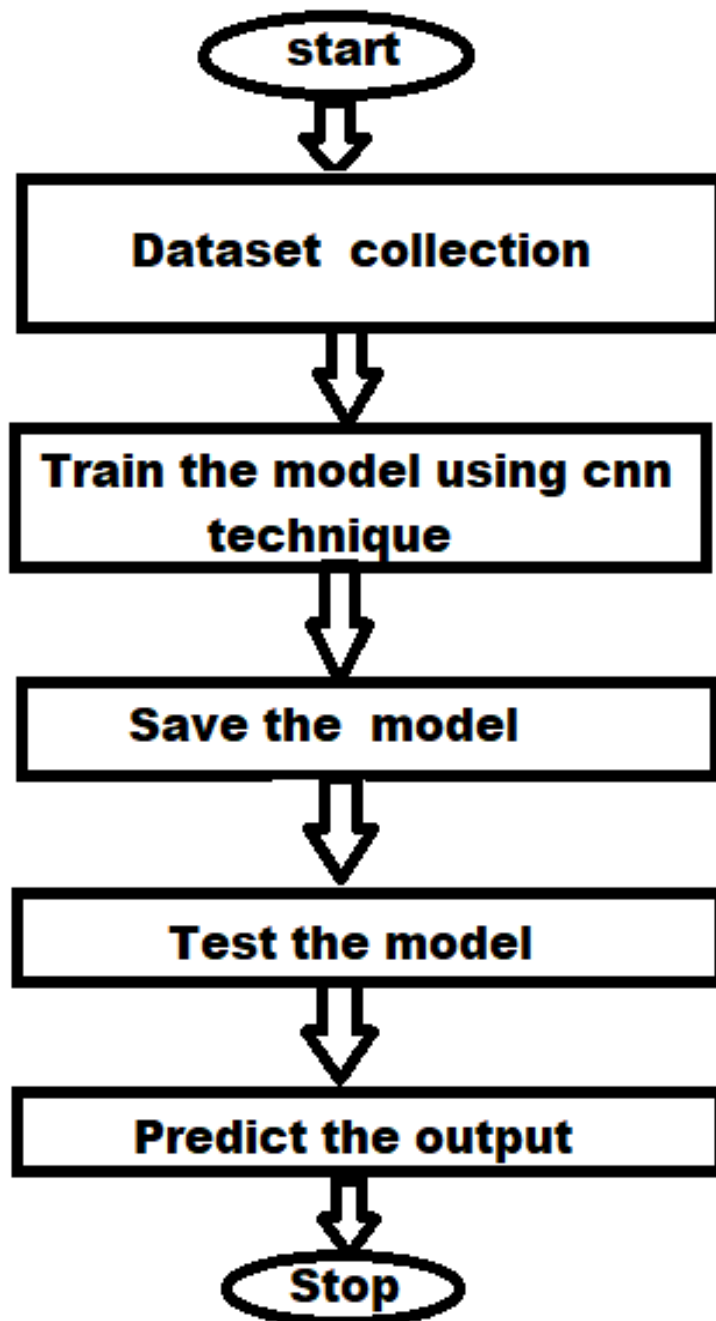 start
Dataset collection
Train the model using cnn
technique
Save the model
Test the model
Predict the output
Stop